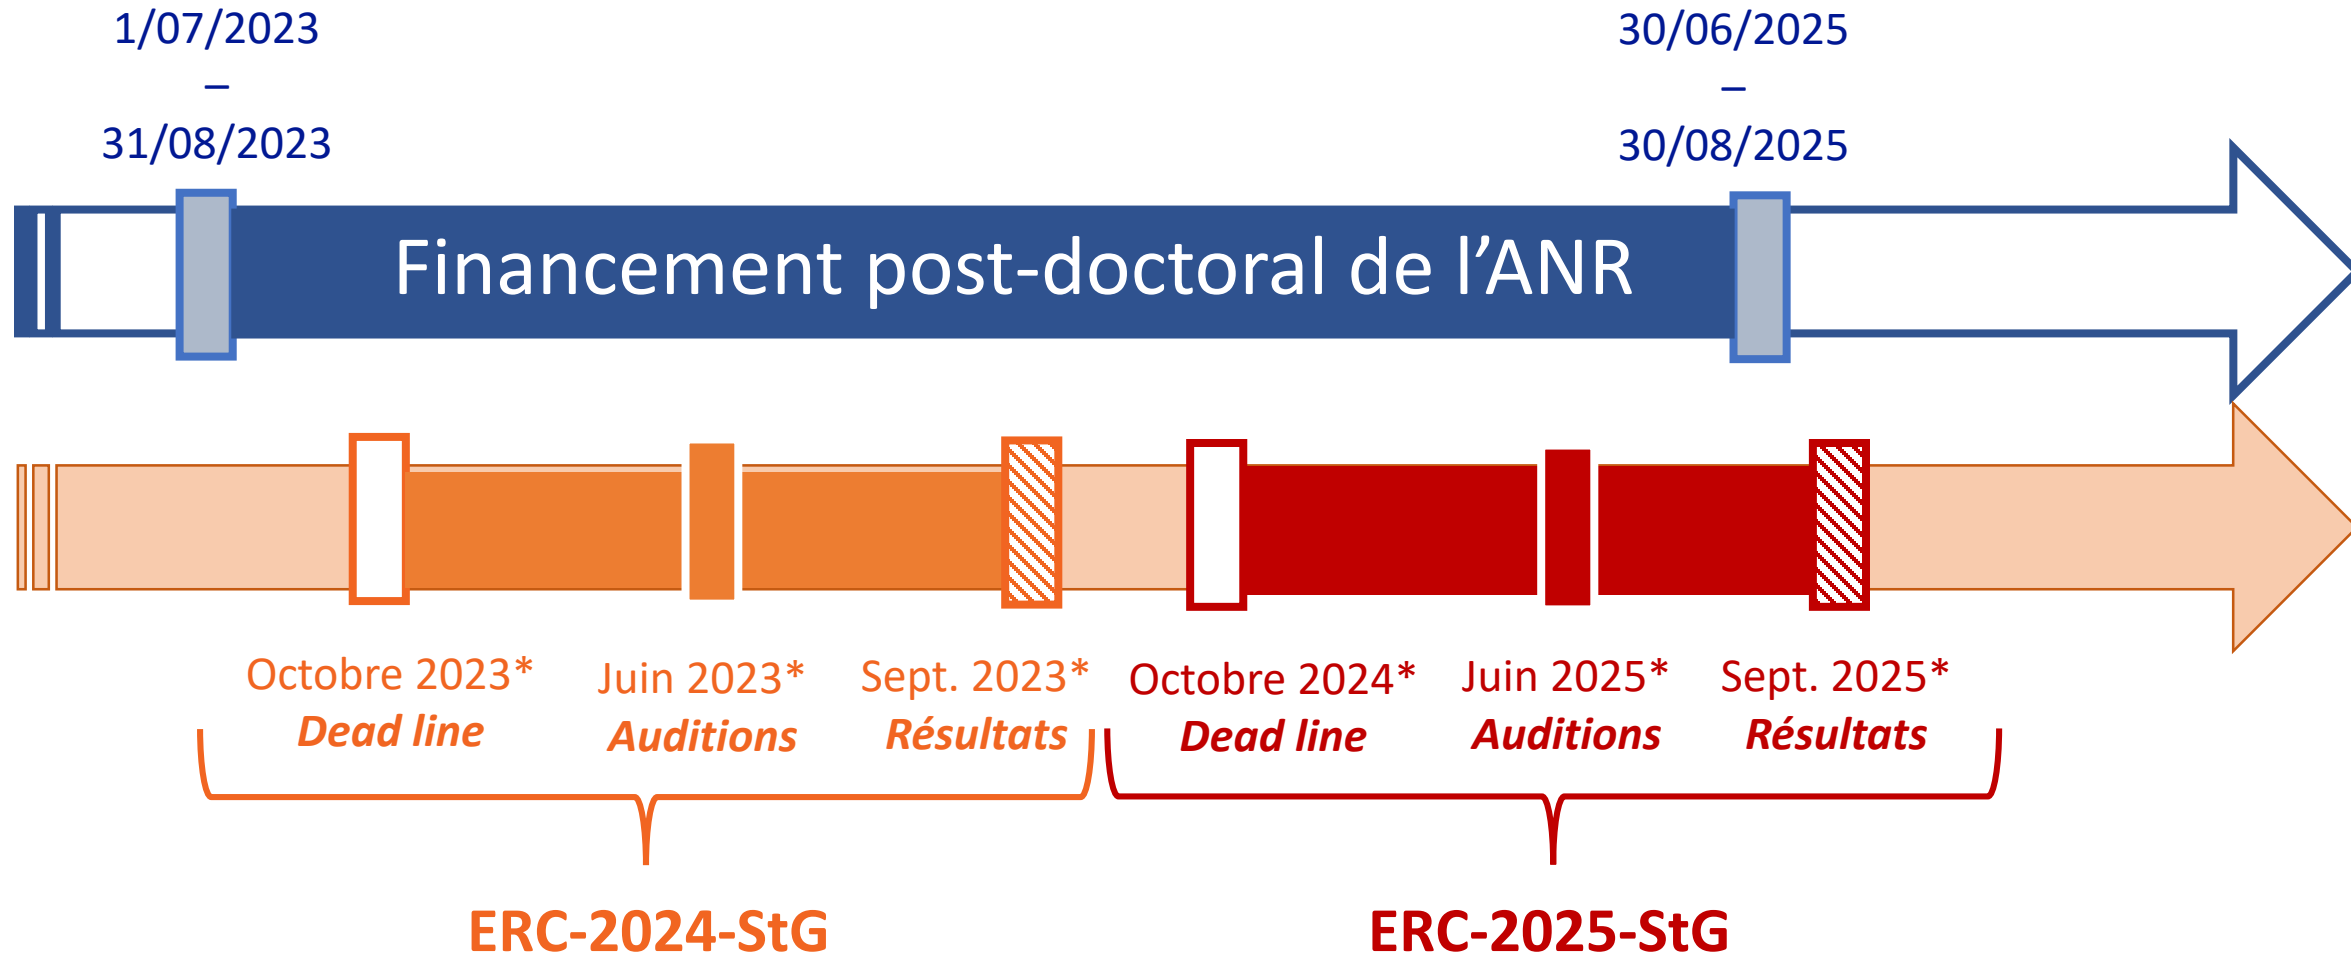 1/07/2023
–
31/08/2023
30/06/2025
–
30/08/2025
Financement post-doctoral de l’ANR
Octobre 2023*
Dead line
Juin 2023*
Auditions
Sept. 2023*
Résultats
Octobre 2024*
Dead line
Juin 2025*
Auditions
Sept. 2025*
Résultats
ERC-2024-StG
ERC-2025-StG